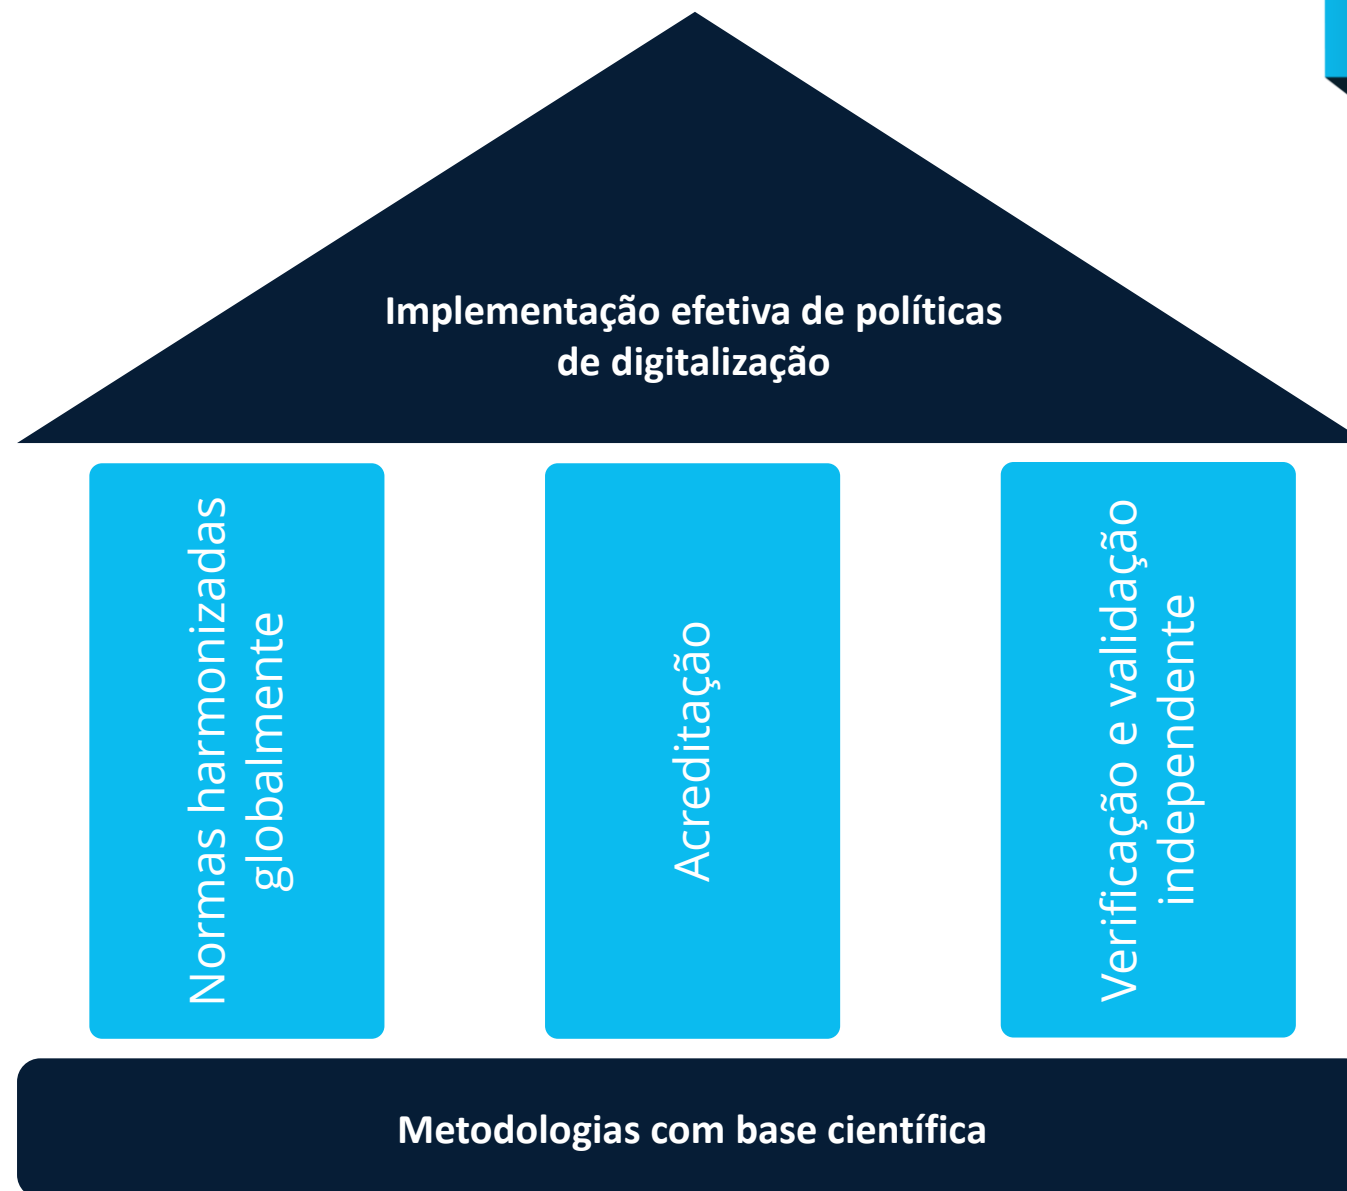 Implementação efetiva de políticas
de digitalização
Normas harmonizadas
globalmente
Acreditação
Verificação e validação
independente
Metodologias com base científica